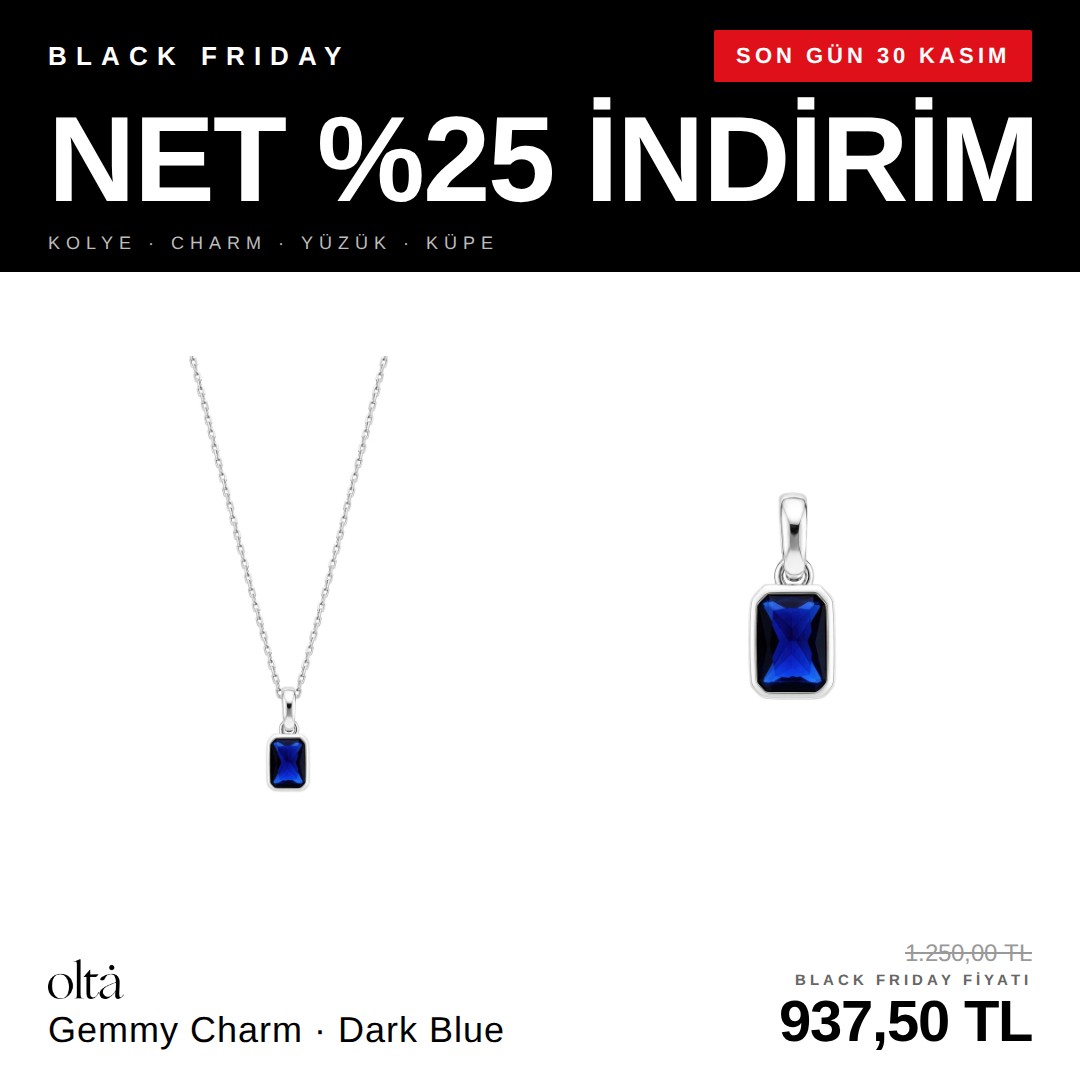 BLACK FRIDAY
SON GÜN 30 KASIM
NET %25 İNDİRİM
KOLYE · CHARM · YÜZÜK · KÜPE
1.250,00 TL
BLACK FRIDAY FİYATI
937,50 TL
oltȧ
Gemmy Charm · Dark Blue